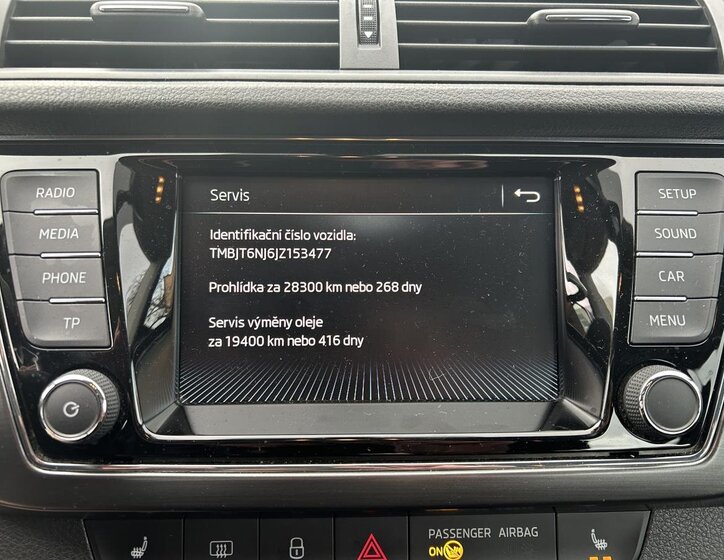 RADIO
MEDIA
PHONE
TP
Servis
Identifikační číslo vozidla:
TMBJT6NJ6JZ153477
Prohlídka za 28300 km nebo 268 dny
Servis výměny oleje
za 19400 km nebo 416 dny
SETUP
SOUND
CAR
MENU
PASSENGER AIRBAG
ON